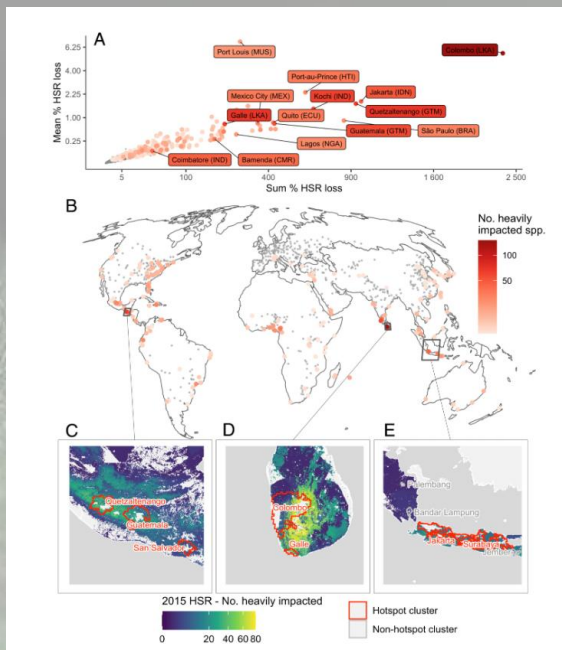 A
6.25
4.00
2.25
1.00
0.25
Mean % HSR loss
Port Louis (MUS)
Colombo (LKA)
Port-au-Prince (HTI)
Mexico City (MEX)
Kochi (IND)
Jakarta (IDN)
Galle (LKA)
Quito (ECU)
Quetzaltenango (GTM)
Guatemala (GTM)
São Paulo (BRA)
Lagos (NGA)
Coimbatore (IND)
Bamenda (CMR)
5
100
400
900
1 600
2 500
Sum % HSR loss
B
No. heavily
impacted spp.
100
50
C
D
E
Quetzaltenango
Guatemala
San Salvador
Colombo
Galle
Palembang
Bandar Lampung
Jakarta
Surabaya
Jember
2015 HSR - No. heavily impacted
0
20
40
60
80
Hotspot cluster
Non-hotspot cluster